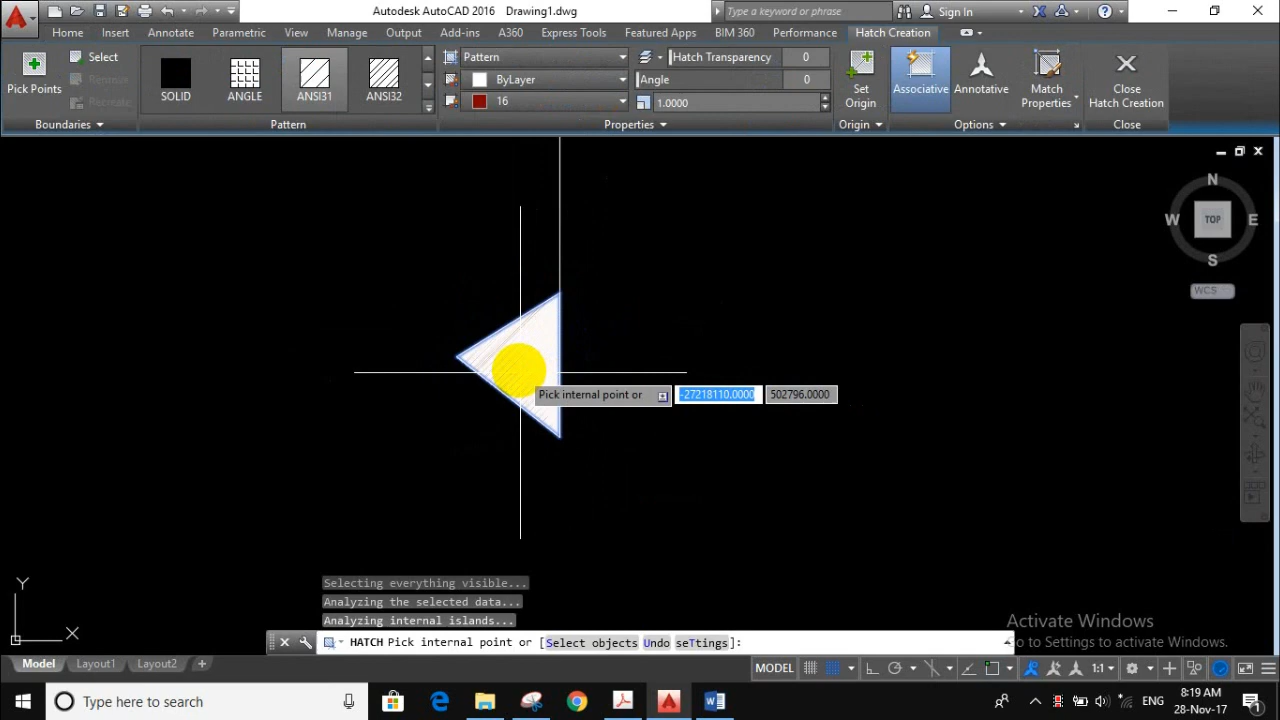 Autodesk AutoCAD 2016 Drawing1.dwg
Type a keyword or phrase
Sign In
Home Insert Annotate Parametric View Manage Output Add-ins A360 Express Tools Featured Apps BIM 360 Performance Hatch Creation
Pick Points
Select
Remove
Recreate
Boundaries
SOLID
ANGLE
ANSI31
ANSI32
Pattern
Pattern
ByLayer
16
Hatch Transparency 0
Angle 0
1.0000
Properties
Set
Origin
Origin
Associative
Annotative
Match
Properties
Options
Close
Hatch Creation
Close
N
W TOP E
S
WCS
Pick internal point or -27218110.0000 502796.0000
Y
X
Selecting everything visible...
Analyzing the selected data...
Analyzing internal islands...
HATCH Pick internal point or [Select objects Undo seTtings]:
Activate Windows
Go to Settings to activate Windows.
Model Layout1 Layout2 +
MODEL 1:1
Type here to search
ENG
8:19 AM
28-Nov-17
1